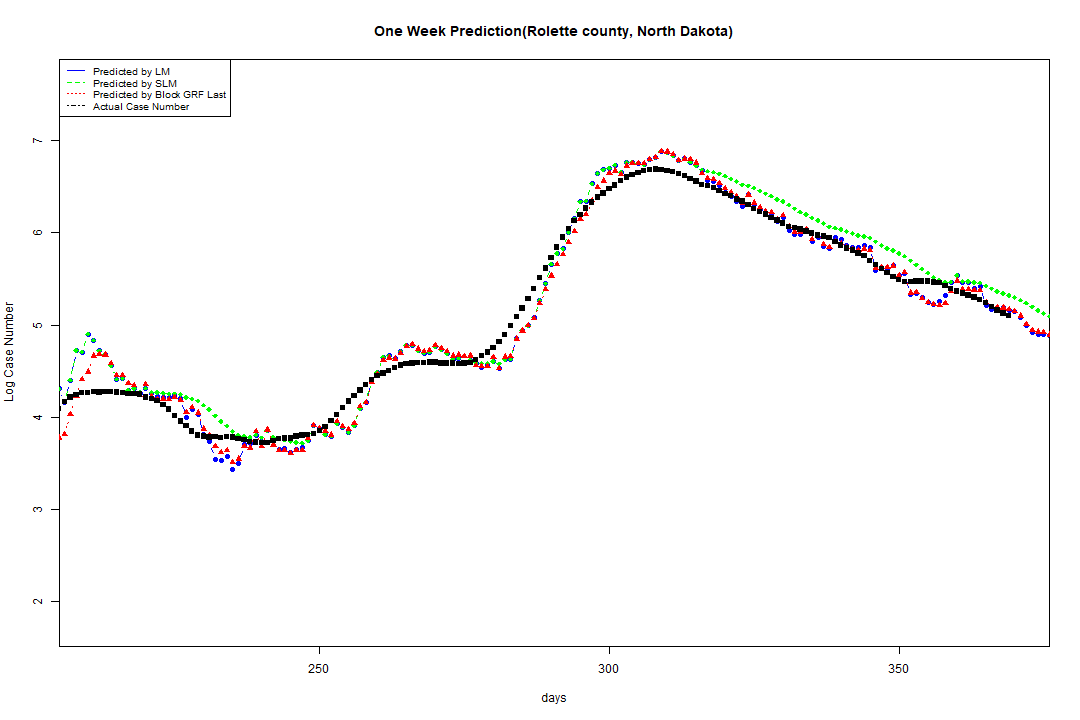 One Week Prediction(Rolette county, North Dakota)
Predicted by LM
Predicted by SLM
Predicted by Block GRF Last
Actual Case Number
7
6
5
4
3
2
Log Case Number
250 300 350
days